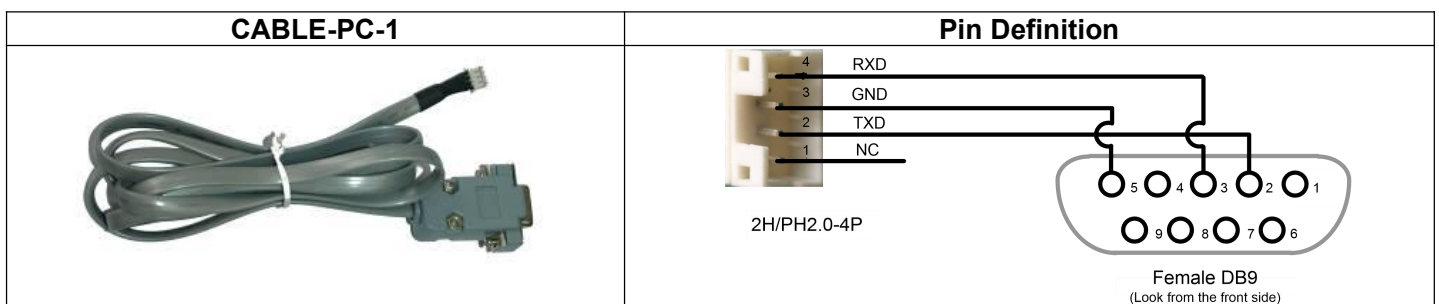 CABLE-PC-1
Pin Definition
4 RXD
3 GND
2 TXD
1 NC
2H/PH2.0-4P
5 4 3 2 1
9 8 7 6
Female DB9
(Look from the front side)